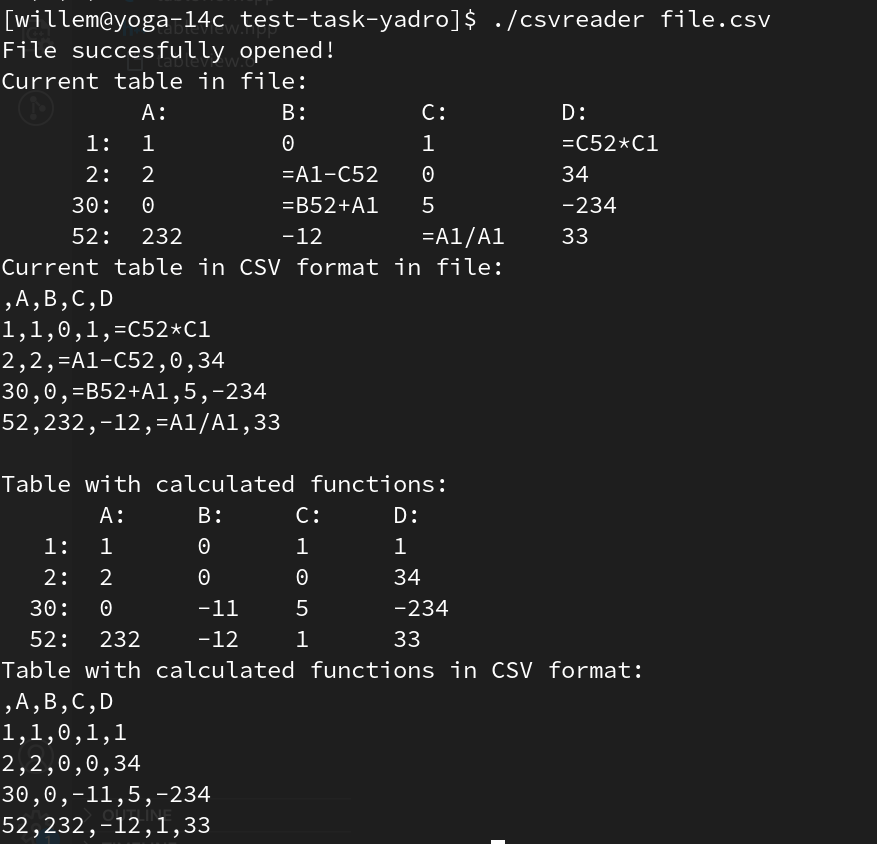 [willem@yoga-14c test-task-yadro]$ ./csvreader file.csv
File succesfully opened!
Current table in file:
A: B: C: D:
1: 1 0 1 =C52*C1
2: 2 =A1-C52 0 34
30: 0 =B52+A1 5 -234
52: 232 -12 =A1/A1 33
Current table in CSV format in file:
,A,B,C,D
1,1,0,1,=C52*C1
2,2,=A1-C52,0,34
30,0,=B52+A1,5,-234
52,232,-12,=A1/A1,33
Table with calculated functions:
A: B: C: D:
1: 1 0 1 1
2: 2 0 0 34
30: 0 -11 5 -234
52: 232 -12 1 33
Table with calculated functions in CSV format:
,A,B,C,D
1,1,0,1,1
2,2,0,0,34
30,0,-11,5,-234
52,232,-12,1,33
tableview.hpp
tableview.o
OUTLINE